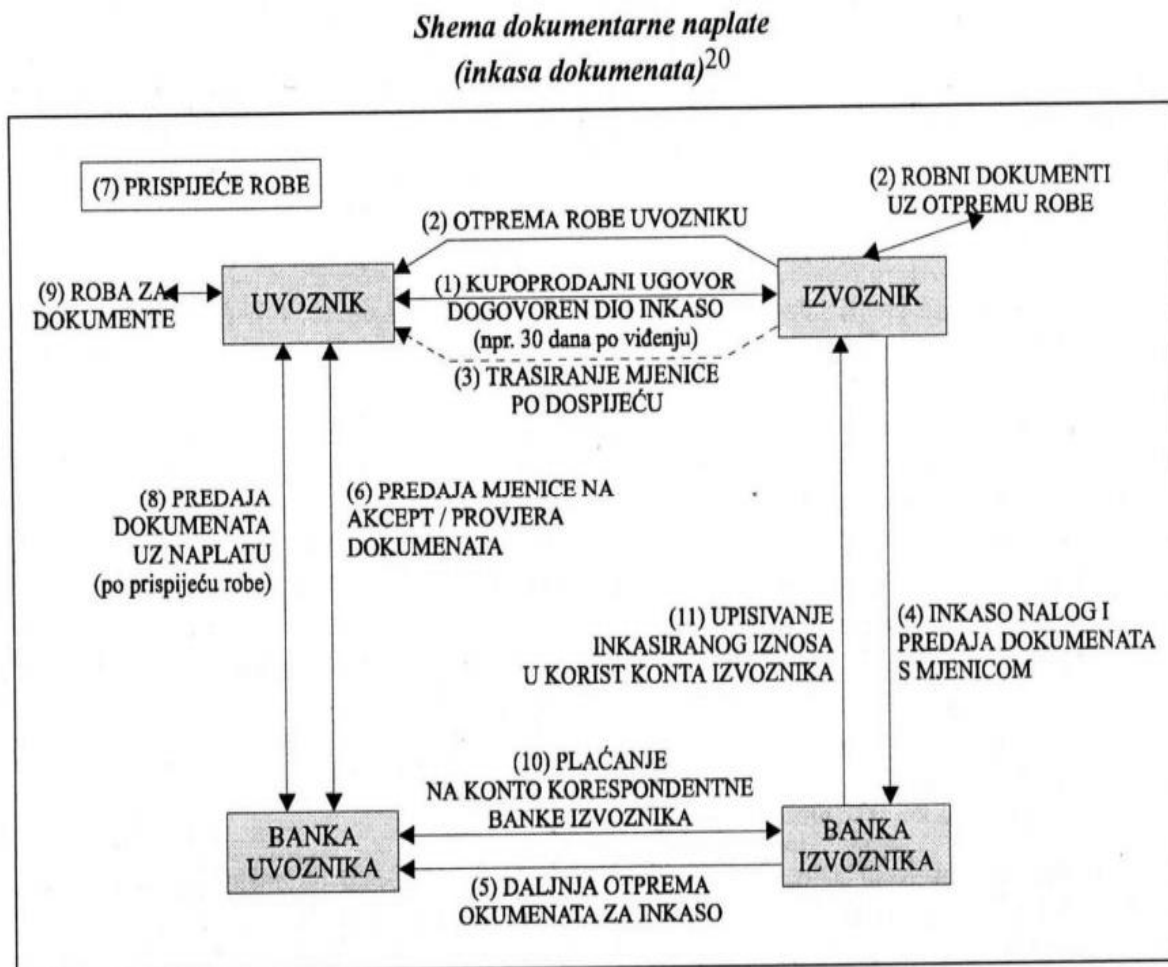 Shema dokumentarne naplate
(inkasa dokumenata)20
(7) PRISPIJEĆE ROBE
(2) ROBNI DOKUMENTI
UZ OTPREMU ROBE
(2) OTPREMA ROBE UVOZNIKU
(9) ROBA ZA
DOKUMENTE
UVOZNIK
(1) KUPOPRODAJNI UGOVOR
DOGOVOREN DIO INKASO
(npr. 30 dana po viđenju)
IZVOZNIK
(3) TRASIRANJE MJENICE
PO DOSPIJEĆU
(8) PREDAJA
DOKUMENATA
UZ NAPLATU
(po prispijeću robe)
(6) PREDAJA MJENICE NA
AKCEPT / PROVJERA
DOKUMENATA
(11) UPISIVANJE
INKASIRANOG IZNOSA
U KORIST KONTA IZVOZNIKA
(4) INKASO NALOG I
PREDAJA DOKUMENATA
S MJENICOM
(10) PLAĆANJE
NA KONTO KORESPONDENTNE
BANKE IZVOZNIKA
BANKA
UVOZNIKA
BANKA
IZVOZNIKA
(5) DALJNJA OTPREMA
OKUMENATA ZA INKASO